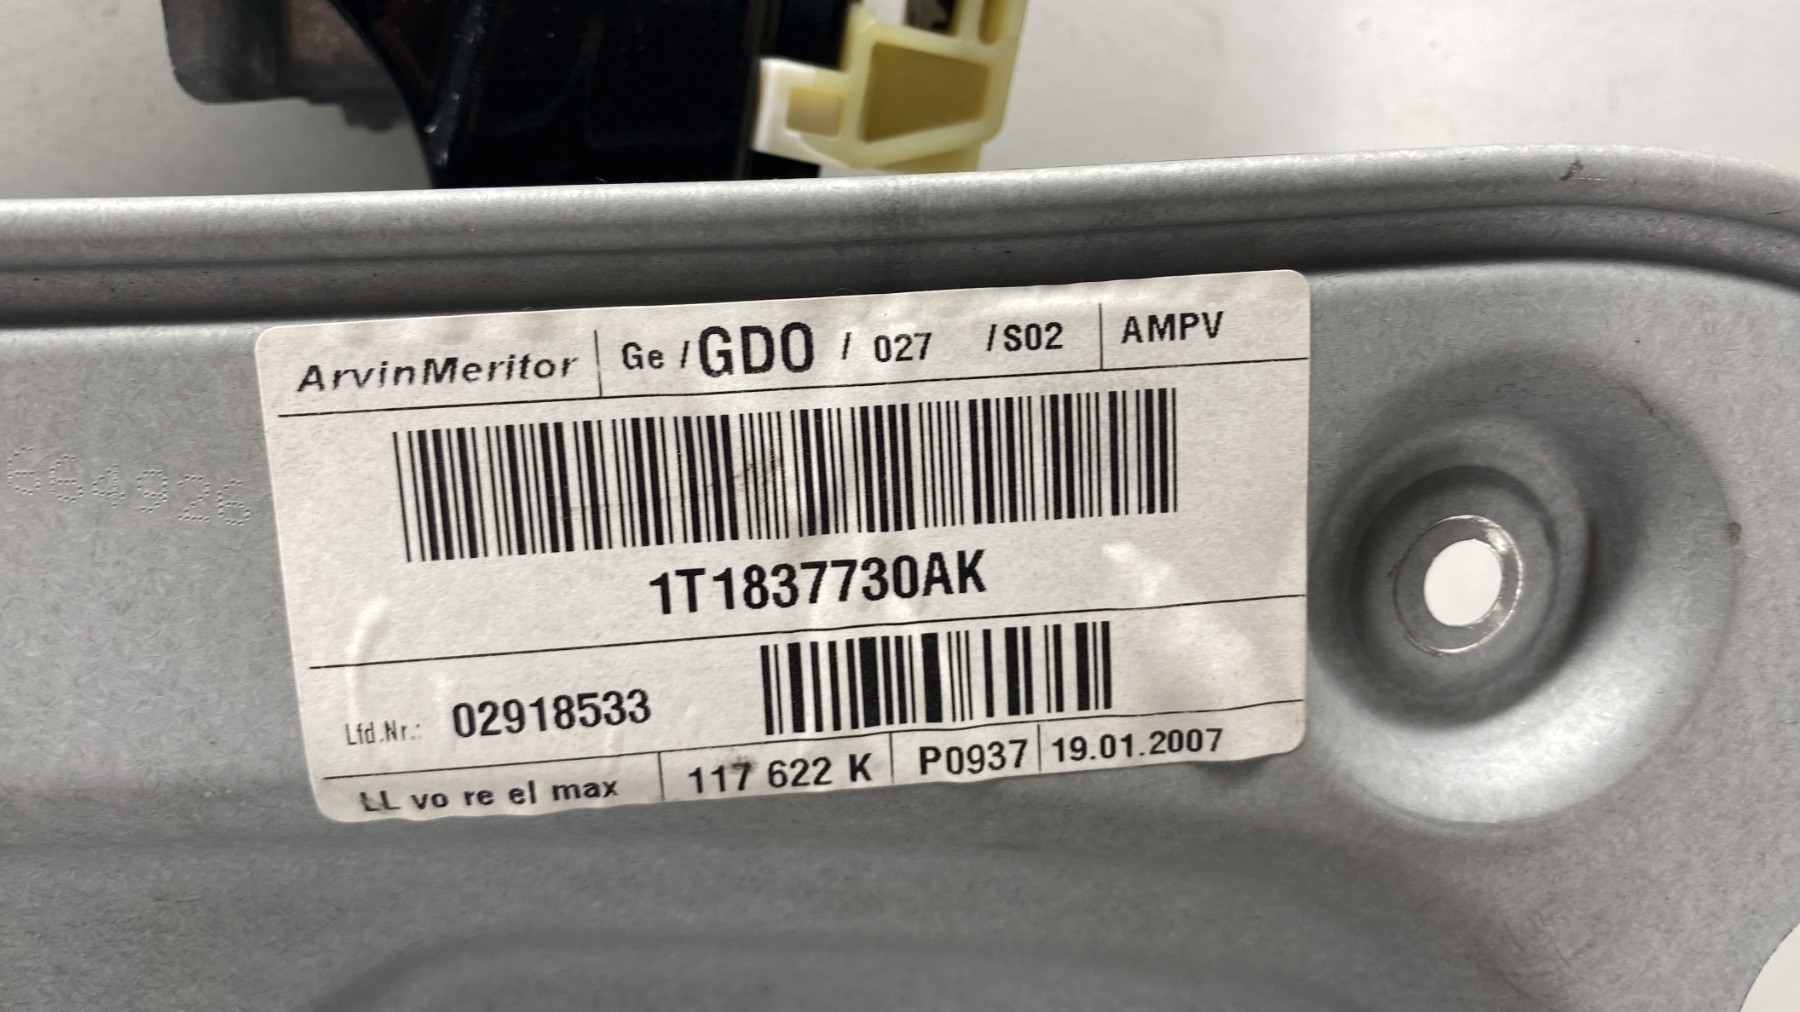 ArvinMeritor Ge / GDO / 027 / S02 AMPV
664926
1T1837730AK
Lfd.Nr.: 02918533
LL vo re el max 117 622 K P0937 19.01.2007